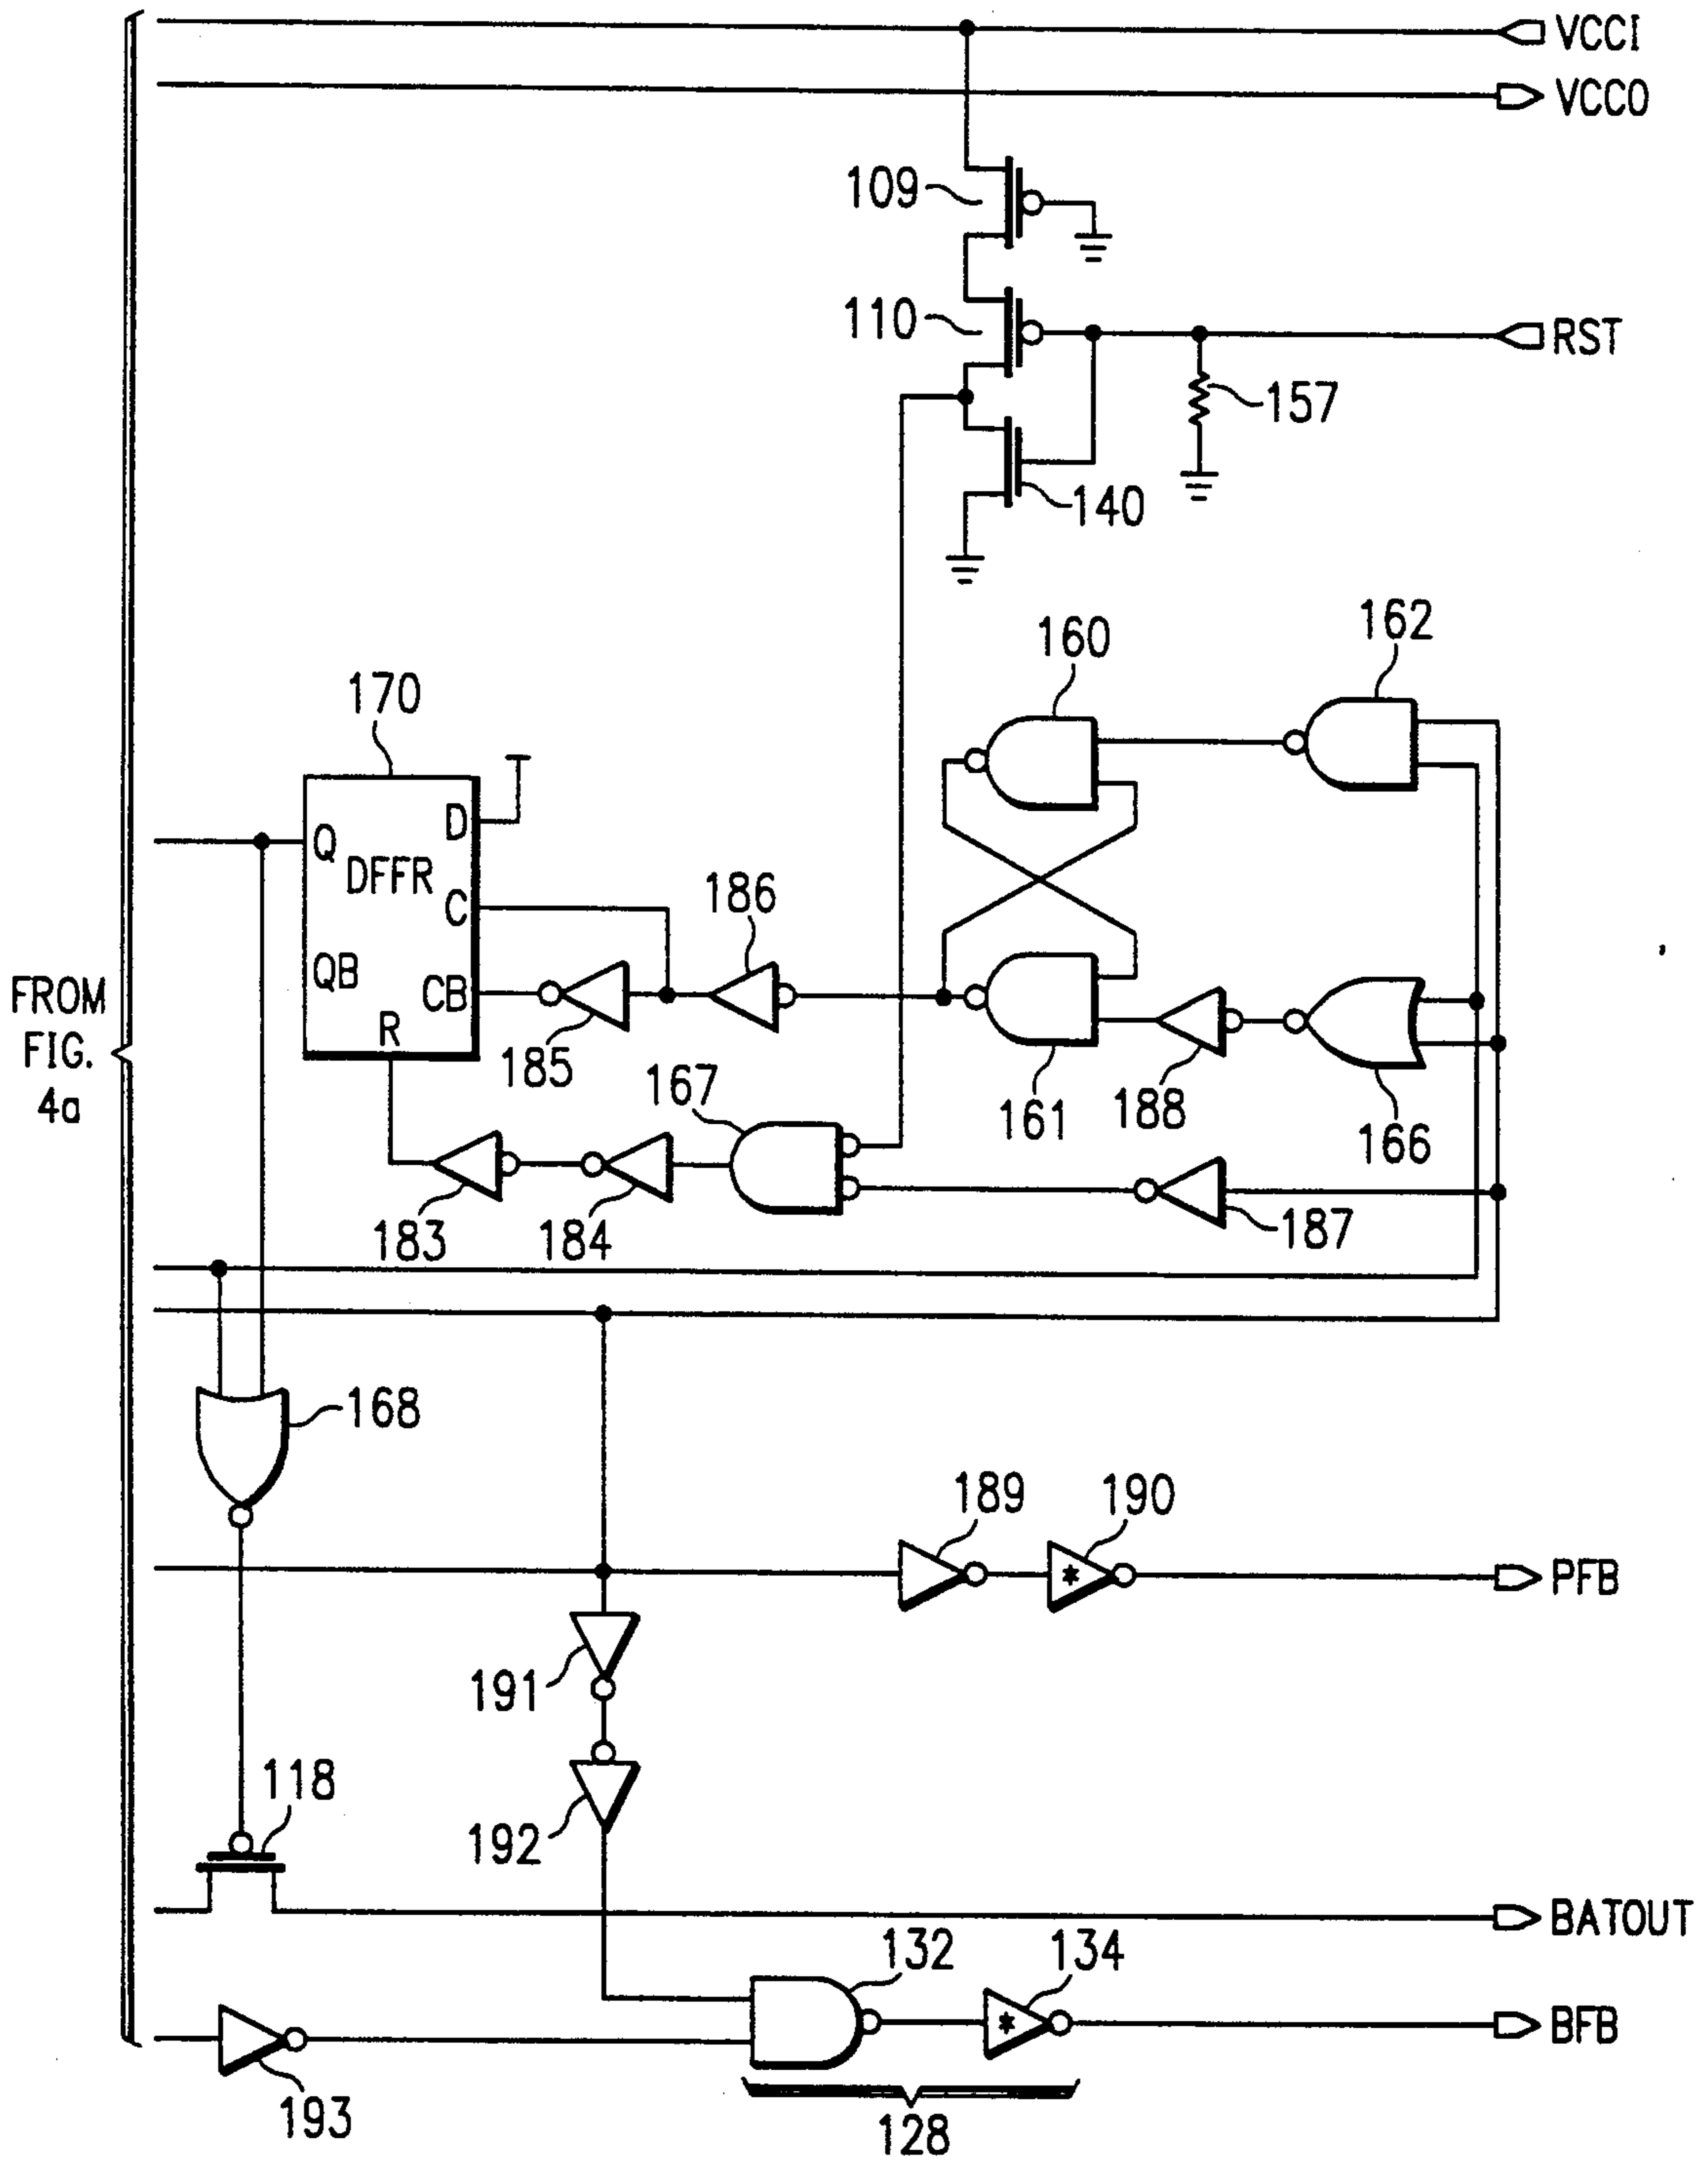 VCCI
VCCO
109
110
RST
157
140
160
162
170
D
Q
DFFR
C
186
QB
CB
R
FROM
FIG.
4a
185
167
161
188
166
183
184
187
168
189
190
*
PFB
191
118
192
BATOUT
132
134
*
BFB
193
128